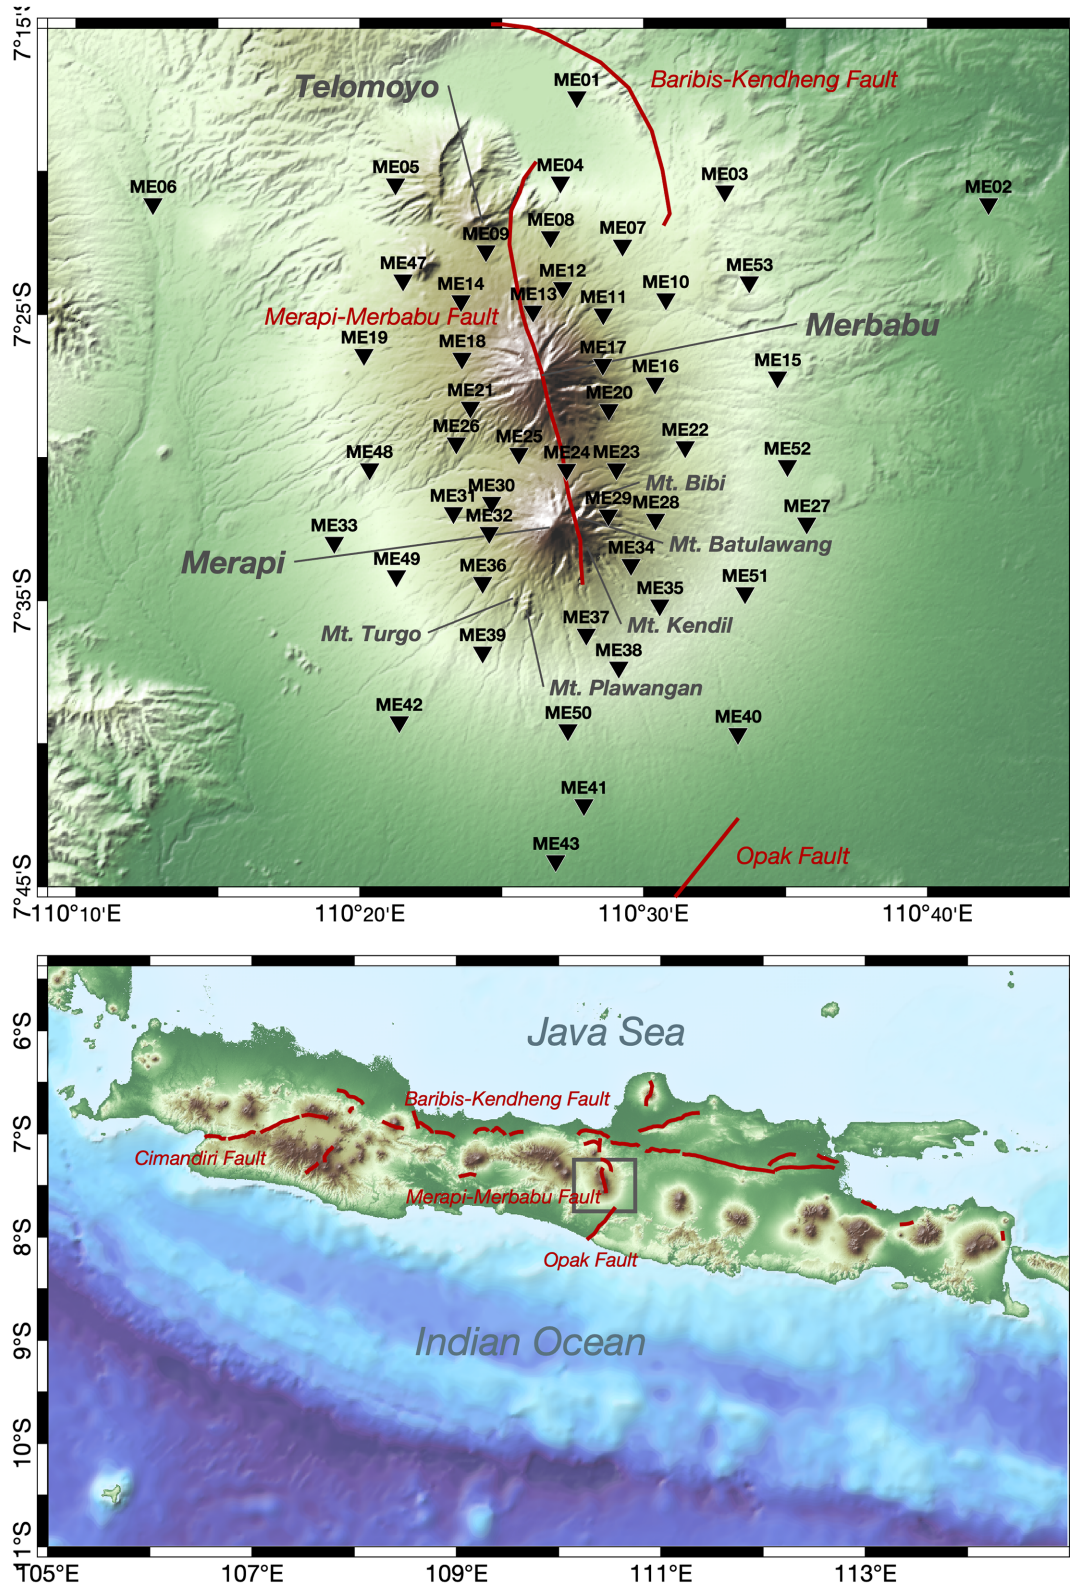 7°15'S
ME01
Baribis-Kendheng Fault
Telomoyo
ME04
ME05
ME03
ME06
ME02
ME08
ME07
ME09
ME47
ME53
ME12
ME14
ME10
ME13
ME11
7°25'S
Merapi-Merbabu Fault
Merbabu
ME19
ME18
ME17
ME15
ME16
ME21
ME20
ME26
ME25
ME22
ME48
ME24
ME23
ME52
Mt. Bibi
ME30
ME31
ME29
ME28
ME27
ME32
ME33
Mt. Batulawang
ME34
Merapi
ME49
ME36
ME51
ME35
7°35'S
ME37
Mt. Kendil
Mt. Turgo
ME39
ME38
Mt. Plawangan
ME42
ME50
ME40
ME41
ME43
Opak Fault
7°45'S
110°10'E
110°20'E
110°30'E
110°40'E
6°S
Java Sea
Baribis-Kendheng Fault
7°S
Cimandiri Fault
Merapi-Merbabu Fault
8°S
Opak Fault
9°S
Indian Ocean
10°S
11°S
105°E
107°E
109°E
111°E
113°E